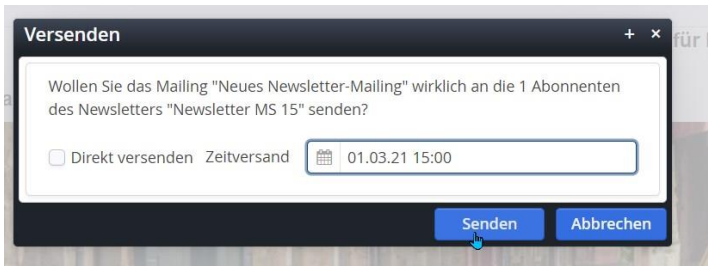 Versenden
für
Wollen Sie das Mailing "Neues Newsletter-Mailing" wirklich an die 1 Abonnenten
des Newsletters "Newsletter MS 15" senden?
Direkt versenden Zeitversand 01.03.21 15:00
Senden Abbrechen